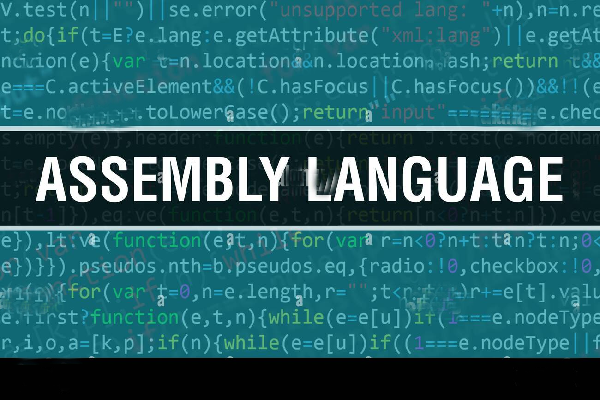 V.test(n||"")||se.error("unsupported lang: "+n),n=n.re
t;do{if(t=E?e.lang:e.getAttribute("xml:lang")||e.getAt
nction(e){var t=n.location&&n.location.hash;return t&&
e===C.activeElement&&(!C.hasFocus||C.hasFocus())&&!!(e
t=e.no toLowerCase();return"input"=== e.chec
s.empty(e)},header:function(e){return J.test(e.nodeNam
ASSEMBLY LANGUAGE
n[t-1]}),eq:ve(function(e,t,n){return[n<0?n+t:n]}),eve
e}),lt:ve(function(e,t,n){for(var r=n<0?n+t:t<n?t:n;0<
e})}}),pseudos.nth=b.pseudos.eq,{radio:!0,checkbox:!0,
for(var t=0,n=e.length,r="";t<n;t++)r+=e[t].valu
e.first?function(e,t,n){while(e=e[u])if(1===e.nodeType
r,i,o,a=[k,p];if(n){while(e=e[u])if((1===e.nodeType||f